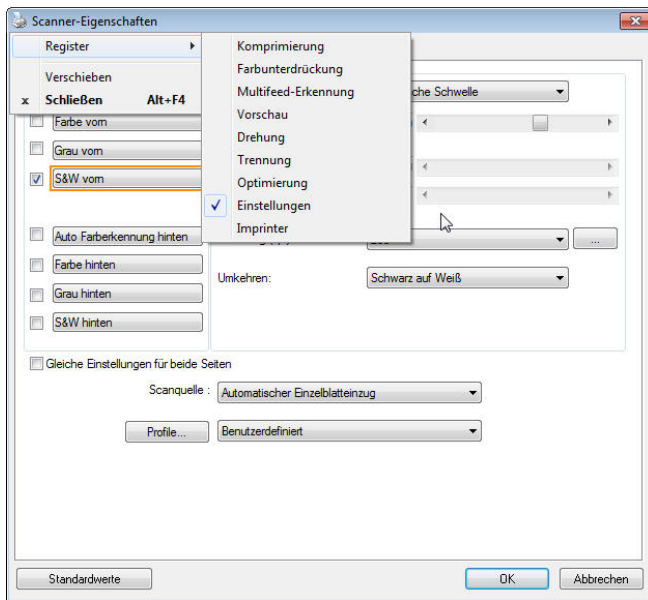 Scanner-Eigenschaften
Register
Verschieben
x Schließen Alt+F4
Komprimierung
Farbunterdrückung
Multifeed-Erkennung
Vorschau
Drehung
Trennung
Optimierung
Einstellungen
Imprinter
che Schwelle
Farbe vorn
Grau vorn
S&W vorn
Auto Farberkennung hinten
...
Farbe hinten
Umkehren: Schwarz auf Weiß
Grau hinten
S&W hinten
Gleiche Einstellungen für beide Seiten
Scanquelle : Automatischer Einzelblatteinzug
Profile... Benutzerdefiniert
Standardwerte OK Abbrechen